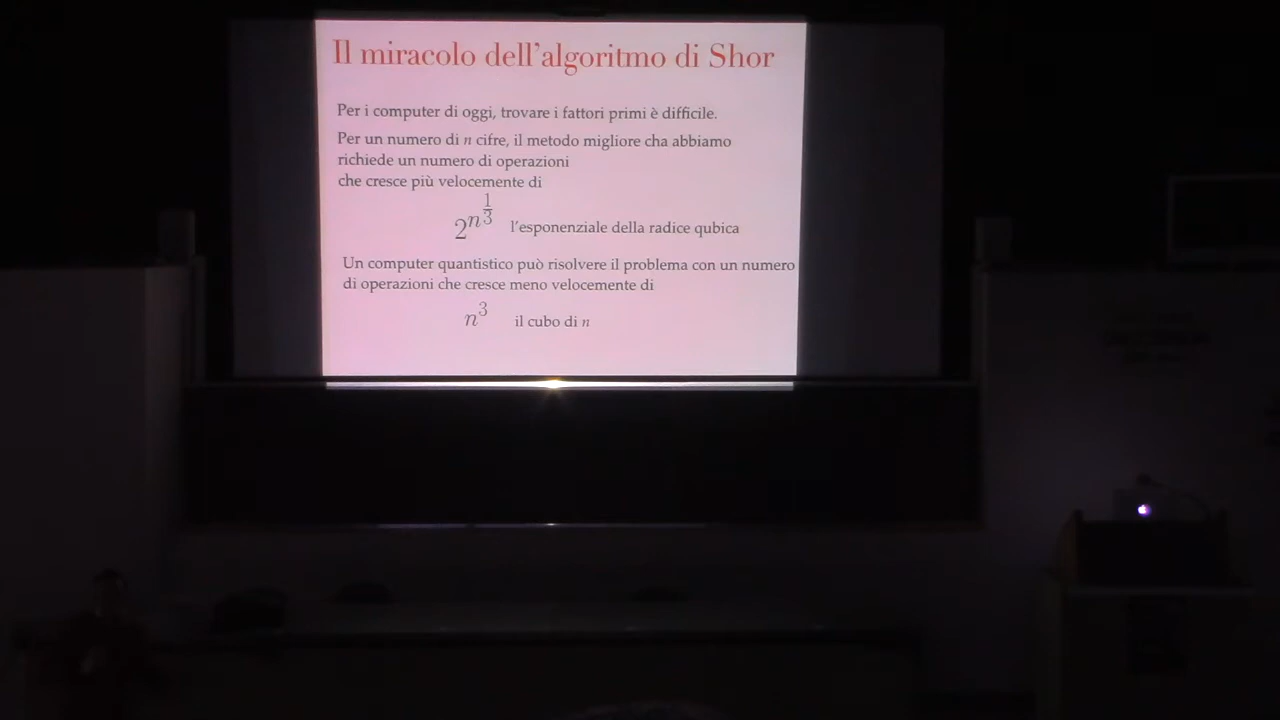 Il miracolo dell'algoritmo di Shor
Per i computer di oggi, trovare i fattori primi è difficile.
Per un numero di n cifre, il metodo migliore cha abbiamo
richiede un numero di operazioni
che cresce più velocemente di
2^{n^{\frac{1}{3}}} l'esponenziale della radice qubica
Un computer quantistico può risolvere il problema con un numero
di operazioni che cresce meno velocemente di
n^3 il cubo di n